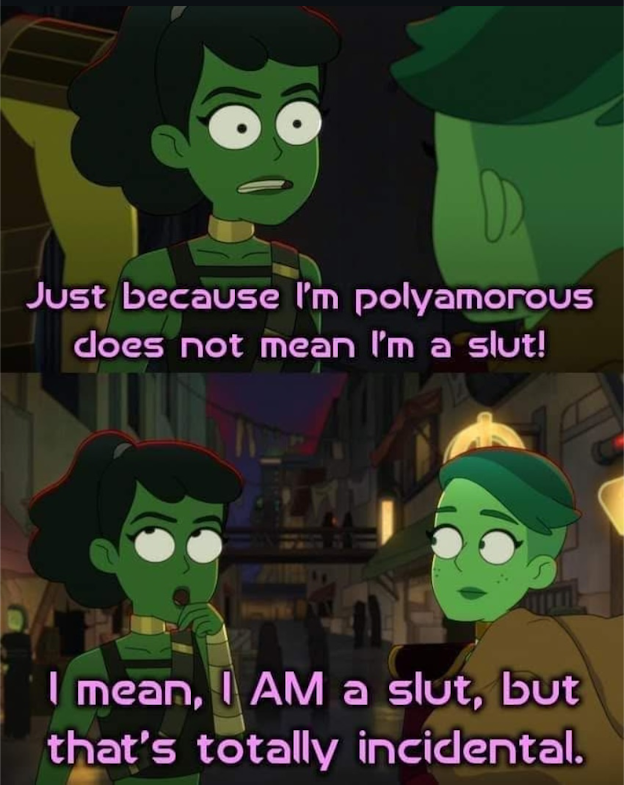 Just because I'm polyamorous
does not mean I'm a slut!
I mean, I AM a slut, but
that's totally incidental.